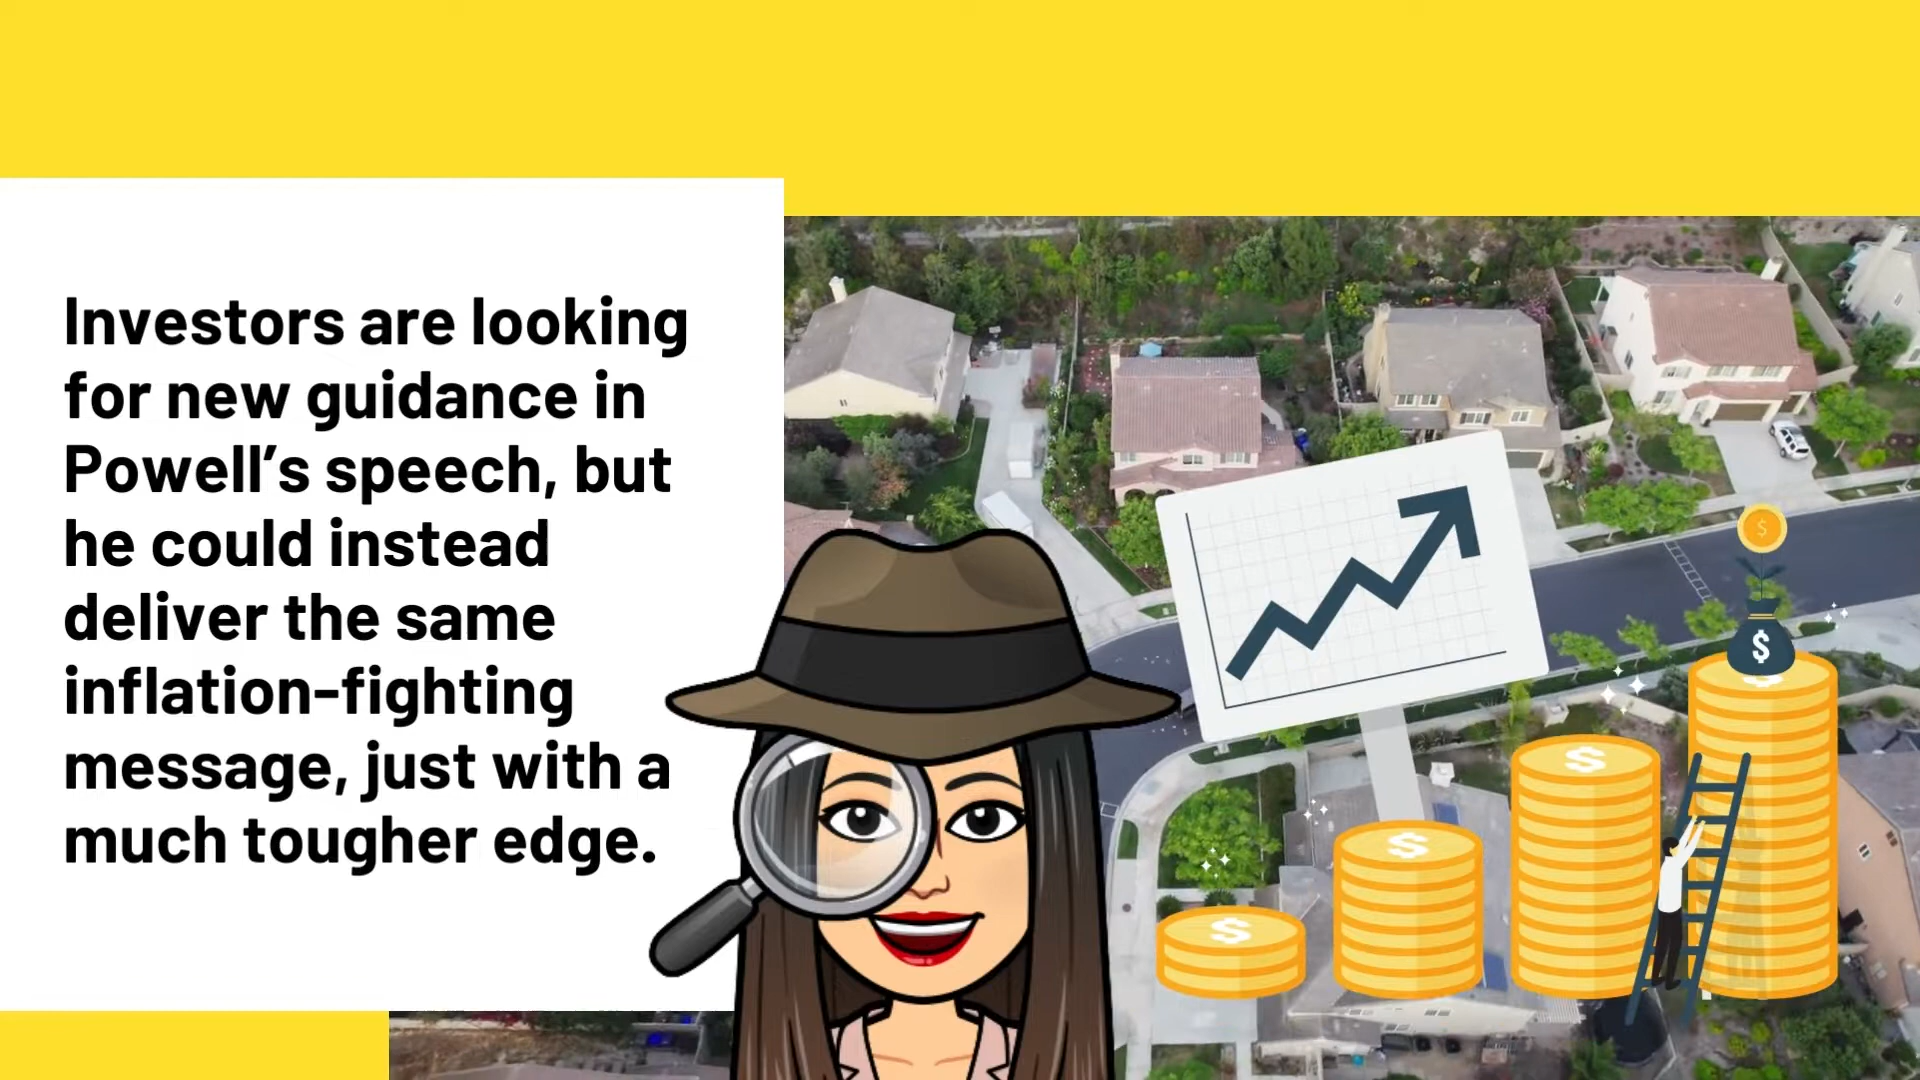 Investors are looking
for new guidance in
Powell’s speech, but
he could instead
deliver the same
inflation-fighting
message, just with a
much tougher edge.
$
$
$
$
$
$